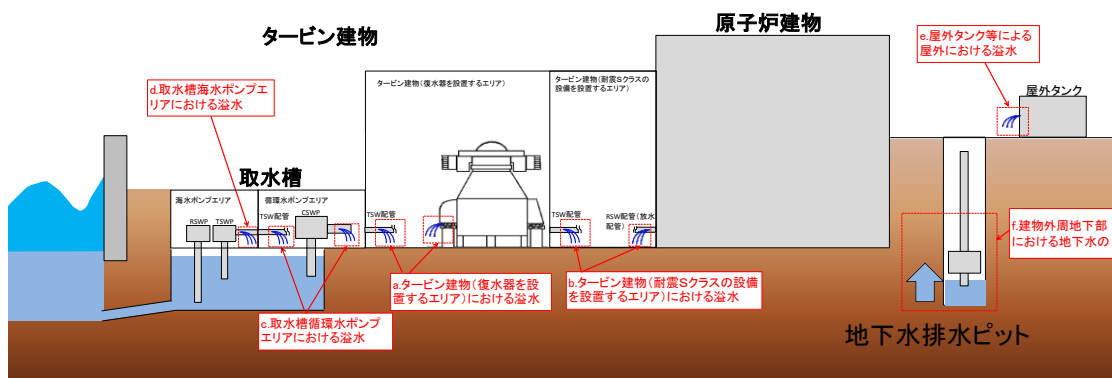 タービン建物
原子炉建物
e.屋外タンク等による
屋外における溢水
屋外タンク
タービン建物(復水器を設置するエリア)
タービン建物(耐震Sクラスの
設備を設置するエリア)
d.取水槽海水ポンプエ
リアにおける溢水
取水槽
海水ポンプエリア
循環水ポンプエリア
RSWP
TSWP
TSW配管
CSWP
TSW配管
TSW配管
RSW配管(放水
配管)
f.建物外周地下部
における地下水の
a.タービン建物(復水器を設
置するエリア)における溢水
b.タービン建物(耐震Sクラスの設備
を設置するエリア)における溢水
c.取水槽循環水ポンプ
エリアにおける溢水
地下水排水ピット